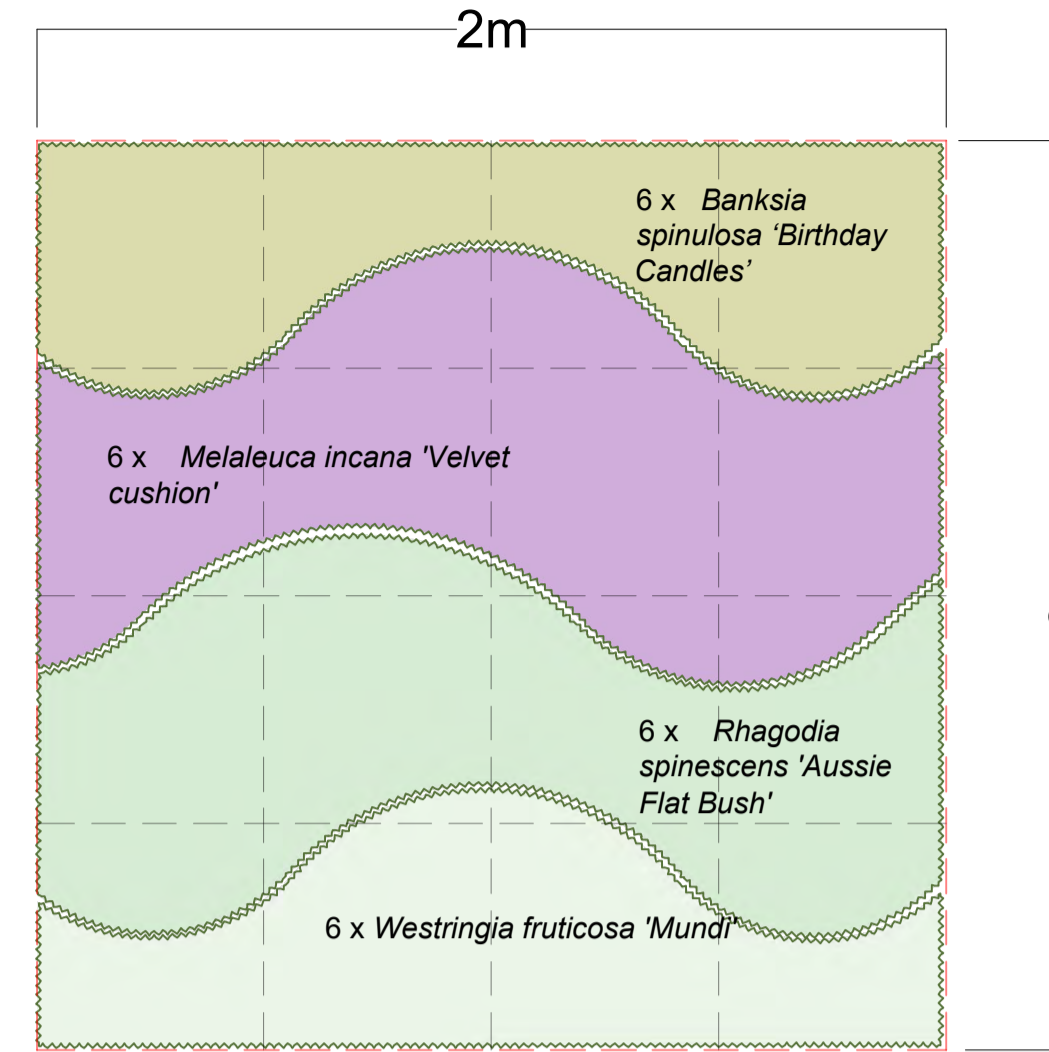 2m
6 x Banksia
spinulosa ‘Birthday
Candles’
6 x Melaleuca incana 'Velvet
cushion'
6 x Rhagodia
spinescens 'Aussie
Flat Bush'
6 x Westringia fruticosa 'Mundi'